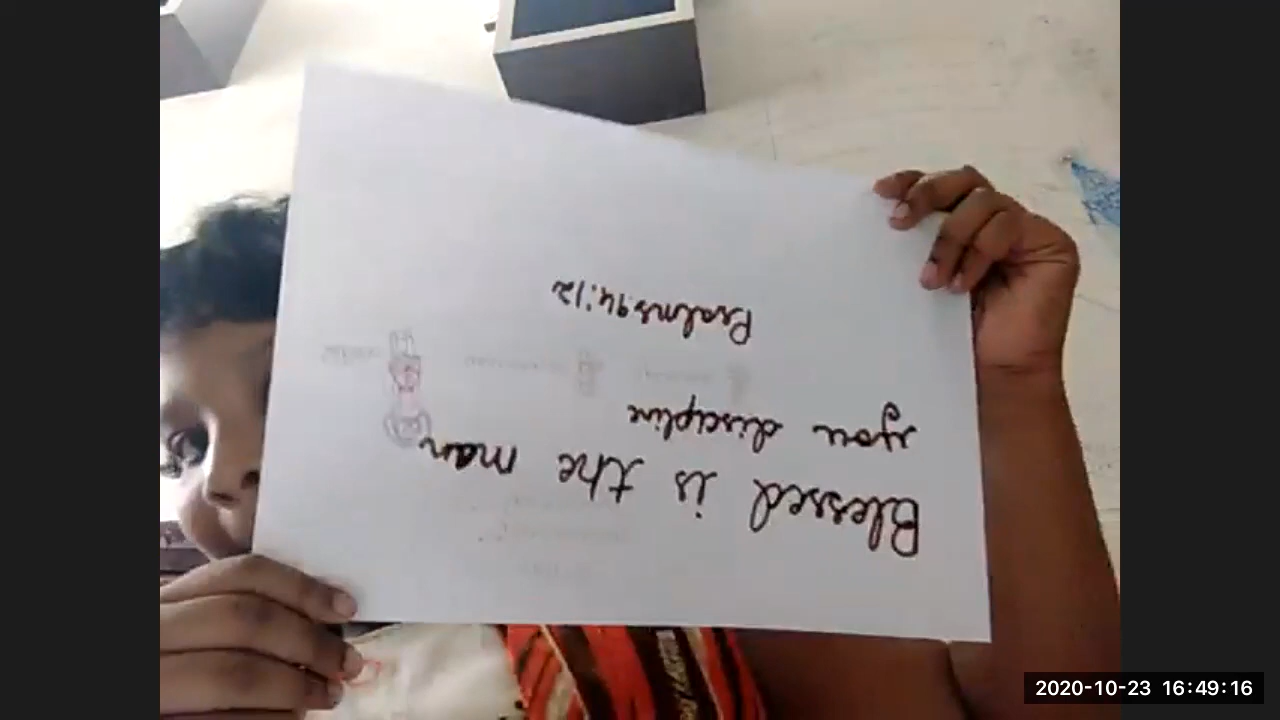 Blessed is the man
you discipline
Psalms 94:12
2020-10-23 16:49:16